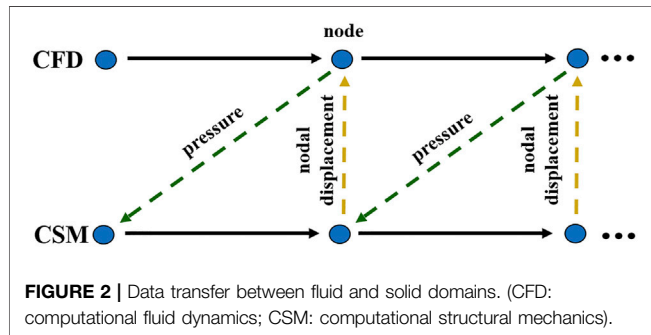 node
CFD
...
pressure
nodal
displacement
pressure
nodal
displacement
CSM
...
FIGURE 2 | Data transfer between fluid and solid domains. (CFD:
computational fluid dynamics; CSM: computational structural mechanics).